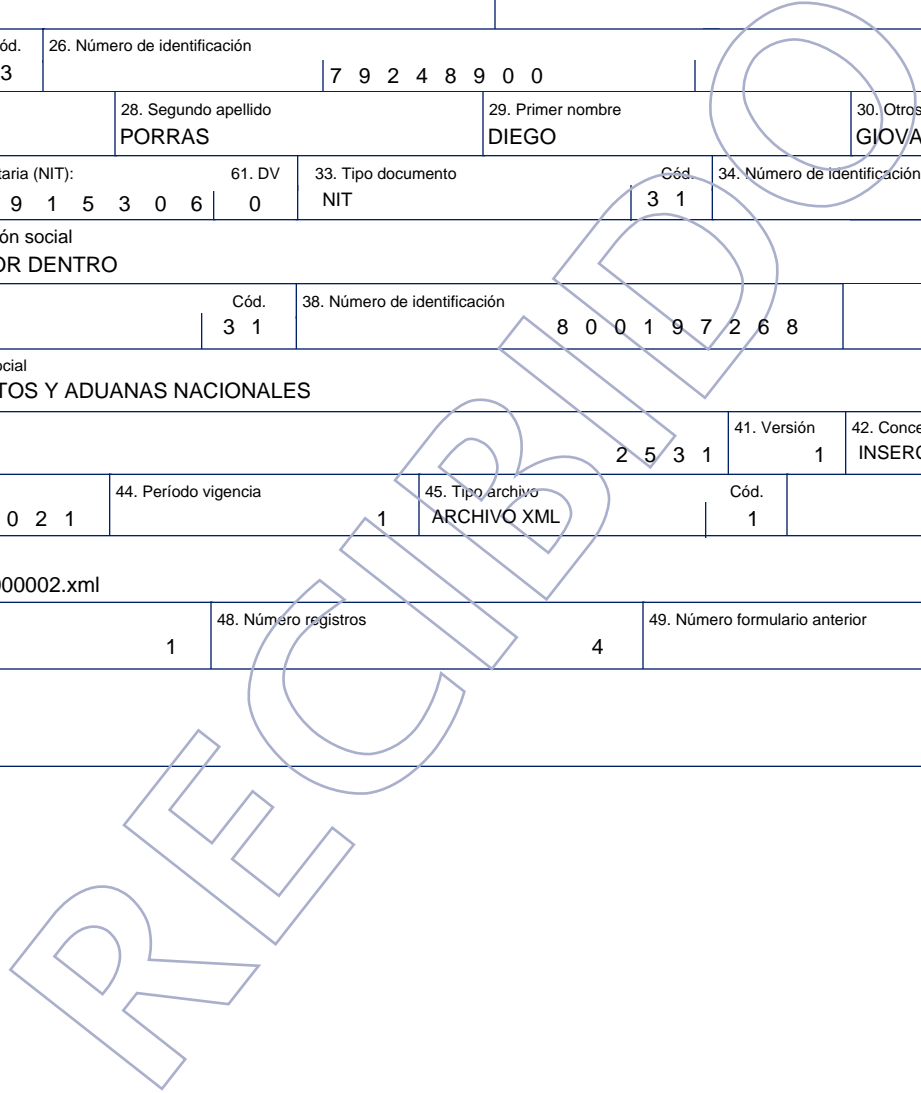 ód. 26. Número de identificación
3 7 9 2 4 8 9 0 0
28. Segundo apellido 29. Primer nombre 30. Otros
PORRAS DIEGO GIOVA
taria (NIT): 61. DV 33. Tipo documento Cód. 34. Número de identificación
9 1 5 3 0 6 0 NIT 3 1
ón social
OR DENTRO
Cód. 38. Número de identificación
3 1 8 0 0 1 9 7 2 6 8
ocial
TOS Y ADUANAS NACIONALES
41. Versión 42. Conce
2 5 3 1 1 INSERC
44. Período vigencia 45. Tipo archivo Cód.
0 2 1 1 ARCHIVO XML 1
000002.xml
48. Número registros 49. Número formulario anterior
1 4
RECIBIDO